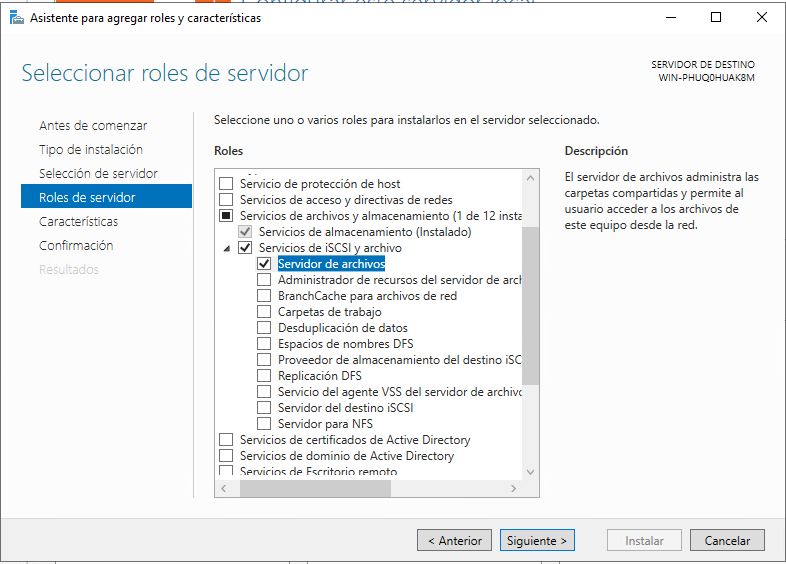 Configurar este servidor local
Asistente para agregar roles y características
Seleccionar roles de servidor
SERVIDOR DE DESTINO
WIN-PHUQ0HUAK8M
Antes de comenzar
Tipo de instalación
Selección de servidor
Roles de servidor
Características
Confirmación
Resultados
Seleccione uno o varios roles para instalarlos en el servidor seleccionado.
Roles
Servicio de protección de host
Servicios de acceso y directivas de redes
Servicios de archivos y almacenamiento (1 de 12 insta
Servicios de almacenamiento (Instalado)
Servicios de iSCSI y archivo
Servidor de archivos
Administrador de recursos del servidor de arch
BranchCache para archivos de red
Carpetas de trabajo
Desduplicación de datos
Espacios de nombres DFS
Proveedor de almacenamiento del destino iSC
Replicación DFS
Servicio del agente VSS del servidor de archivo
Servidor del destino iSCSI
Servidor para NFS
Servicios de certificados de Active Directory
Servicios de dominio de Active Directory
Servicios de Escritorio remoto
Descripción
El servidor de archivos administra las
carpetas compartidas y permite al
usuario acceder a los archivos de
este equipo desde la red.
< Anterior
Siguiente >
Instalar
Cancelar